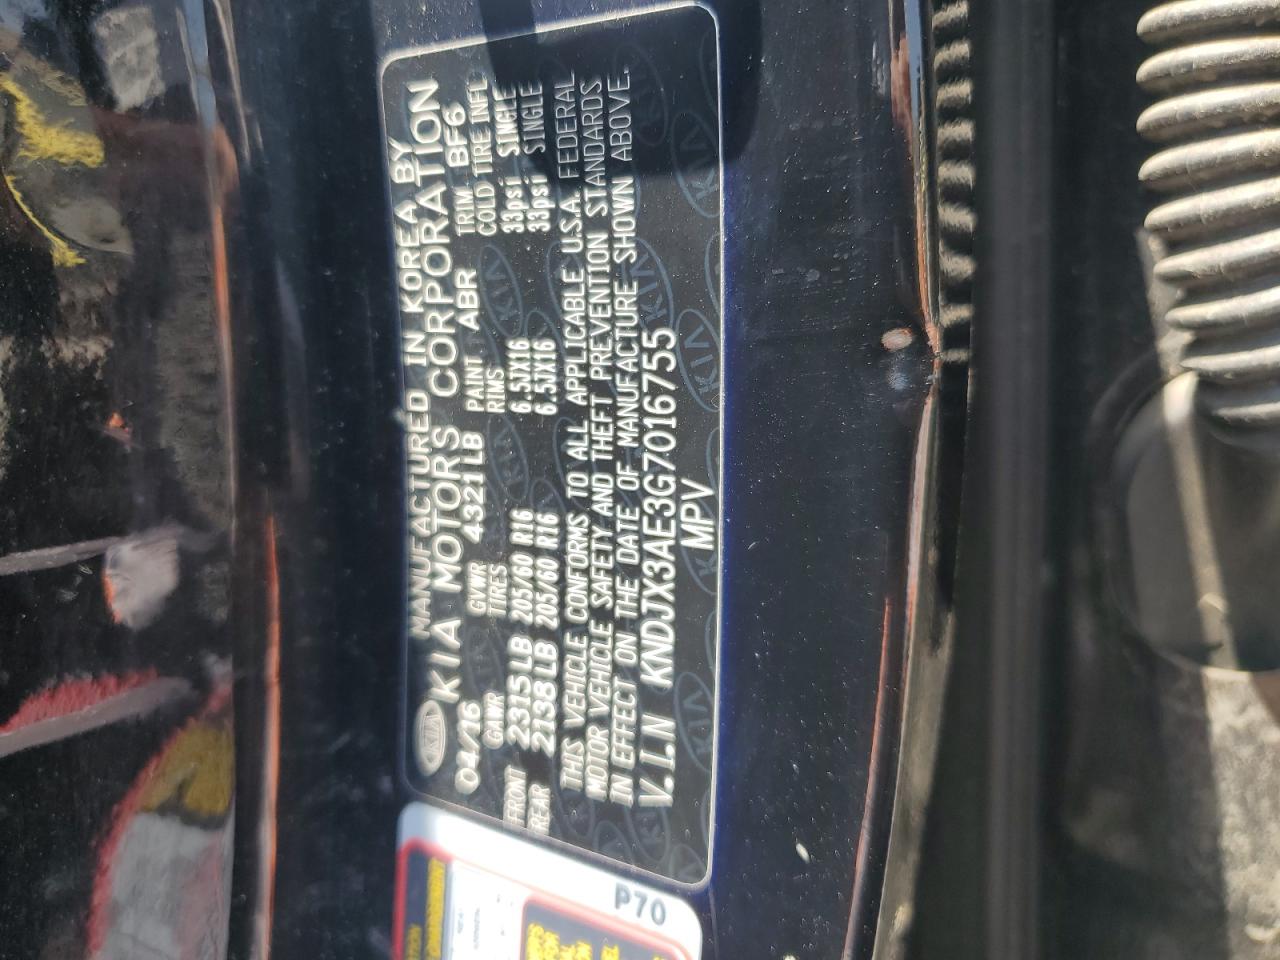 MANUFACTURED IN KOREA BY
KIA KIA MOTORS CORPORATION
04/16 GVWR 4321LB PAINT ABR TRIM BF6
GAWR TIRES RIMS COLD TIRE INFL
FRONT 2315LB 205/60 R16 6.5JX16 33psi SINGLE
REAR 2138LB 205/60 R16 6.5JX16 33psi SINGLE
THIS VEHICLE CONFORMS TO ALL APPLICABLE U.S.A. FEDERAL
MOTOR VEHICLE SAFETY AND THEFT PREVENTION STANDARDS
IN EFFECT ON THE DATE OF MANUFACTURE SHOWN ABOVE.
V.I.N KNDJX3AE3G7016755
MPV
P70